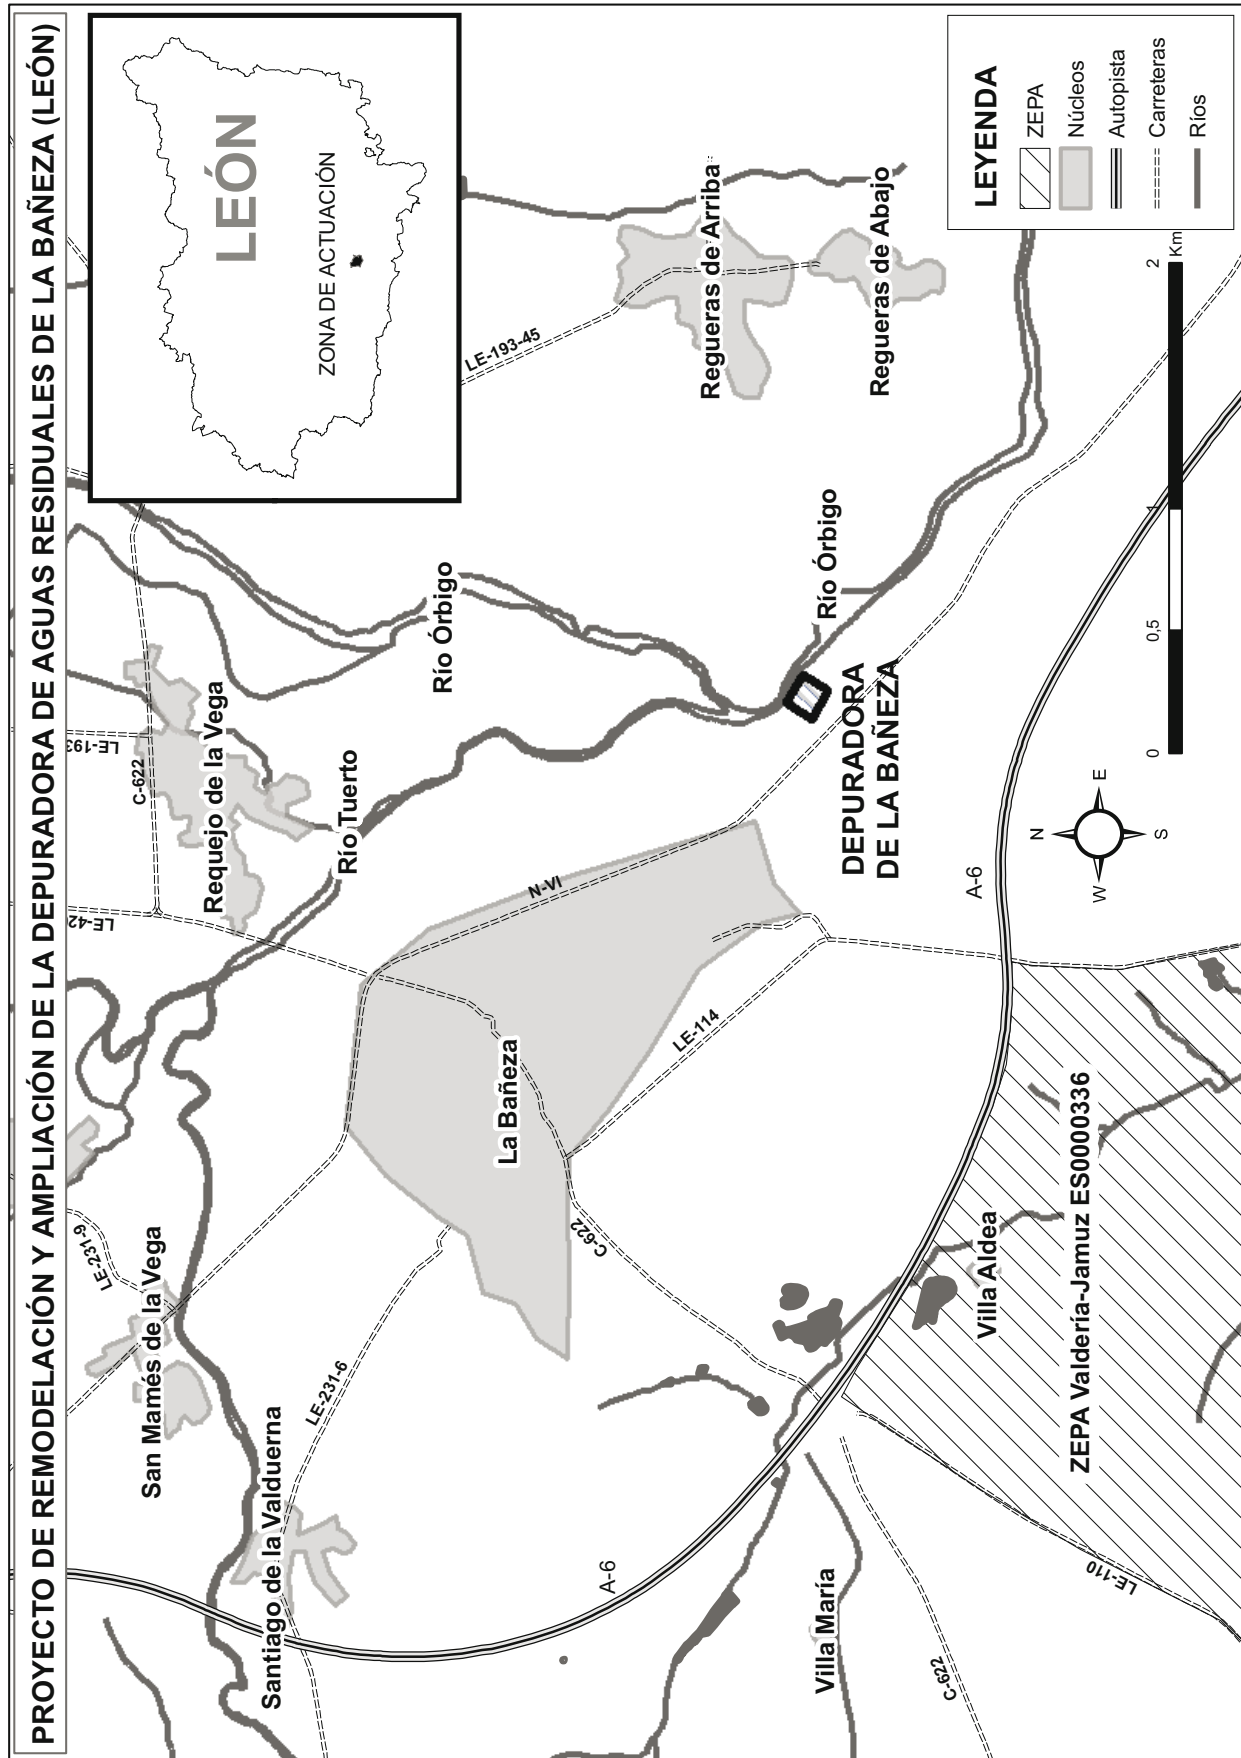 PROYECTO DE REMODELACIÓN Y AMPLIACIÓN DE LA DEPURADORA DE AGUAS RESIDUALES DE LA BAÑEZA (LEÓN)
LEÓN
ZONA DE ACTUACIÓN
LE-231-9
San Mamés de la Vega
LE-420
LE-193
C-622
Requejo de la Vega
Río Tuerto
Río Órbigo
LE-193-45
Santiago de la Valduerna
LE-231-6
La Bañeza
N-VI
C-622
LE-114
Regueras de Arriba
Regueras de Abajo
Río Órbigo
DEPURADORA
DE LA BAÑEZA
A-6
A-6
Villa María
C-622
LE-110
Villa Aldea
ZEPA Valdería-Jamuz ES0000336
N
W
E
S
0
0,5
1
2
Km
LEYENDA
ZEPA
Núcleos
Autopista
Carreteras
Ríos